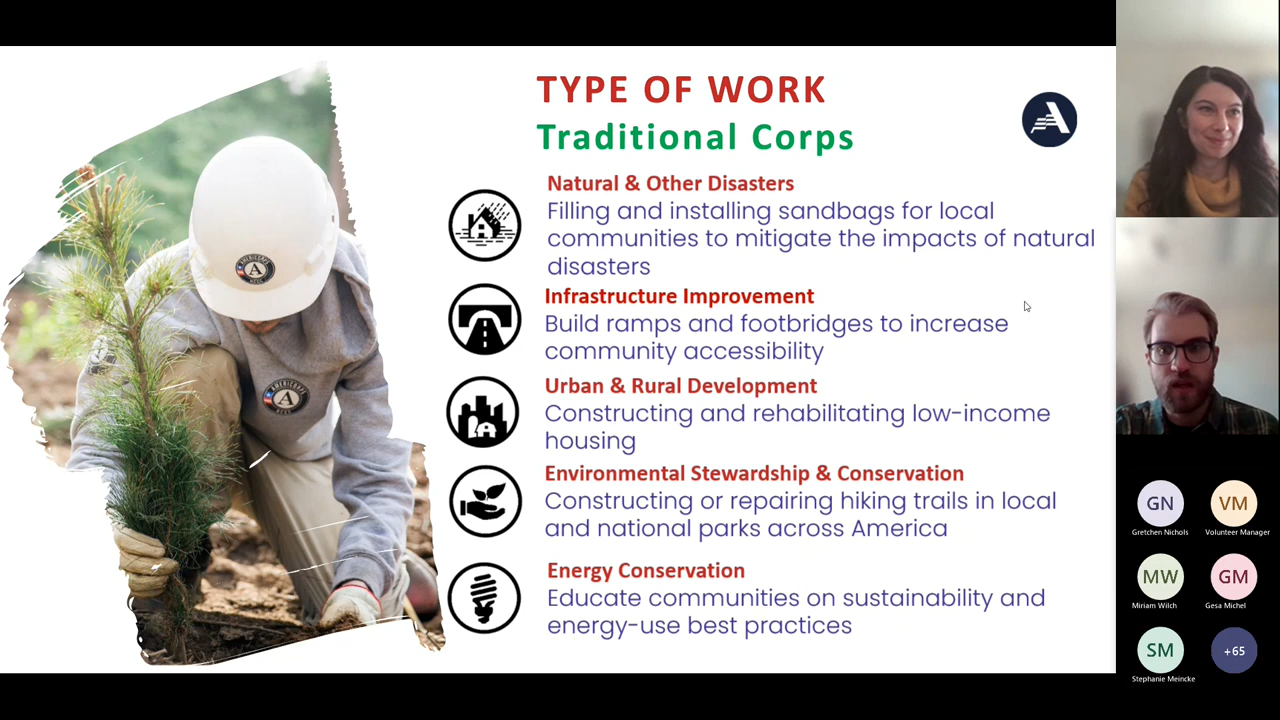 TYPE OF WORK
Traditional Corps
Natural & Other Disasters
Filling and installing sandbags for local
communities to mitigate the impacts of natural
disasters
Infrastructure Improvement
Build ramps and footbridges to increase
community accessibility
Urban & Rural Development
Constructing and rehabilitating low-income
housing
Environmental Stewardship & Conservation
Constructing or repairing hiking trails in local
and national parks across America
Energy Conservation
Educate communities on sustainability and
energy-use best practices
A
AMERICORPS
A
NCCC
AMERICORPS
A
NCCC
GN
Gretchen Nichols
VM
Volunteer Manager
MW
Miriam Wilch
GM
Gesa Michel
SM
Stephanie Meincke
+65